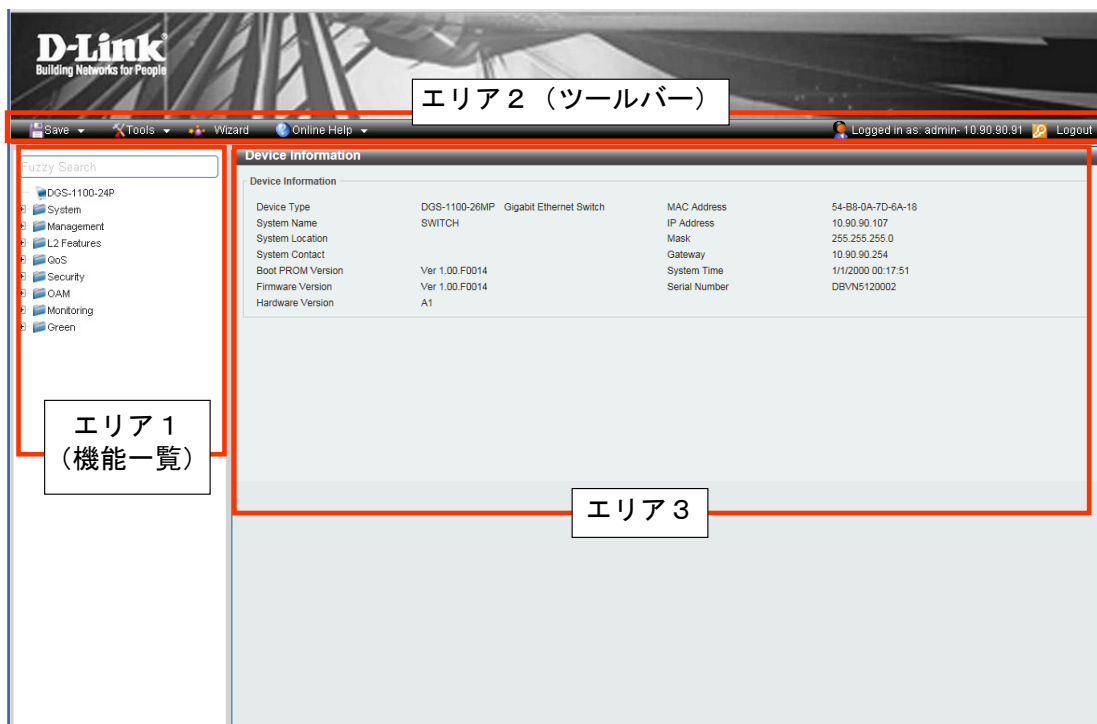 D-Link
Building Networks for People
エリア２（ツールバー）
Save Tools Wizard Online Help Logged in as: admin- 10.90.90.91 Logout
Fuzzy Search
DGS-1100-24P
System
Management
L2 Features
QoS
Security
OAM
Monitoring
Green
エリア１
（機能一覧）
Device Information
Device Information
Device Type DGS-1100-26MP Gigabit Ethernet Switch MAC Address 54-B8-0A-7D-6A-18
System Name SWITCH IP Address 10.90.90.107
System Location Mask 255.255.255.0
System Contact Gateway 10.90.90.254
Boot PROM Version Ver 1.00.F0014 System Time 1/1/2000 00:17:51
Firmware Version Ver 1.00.F0014 Serial Number DBVN5120002
Hardware Version A1
エリア３